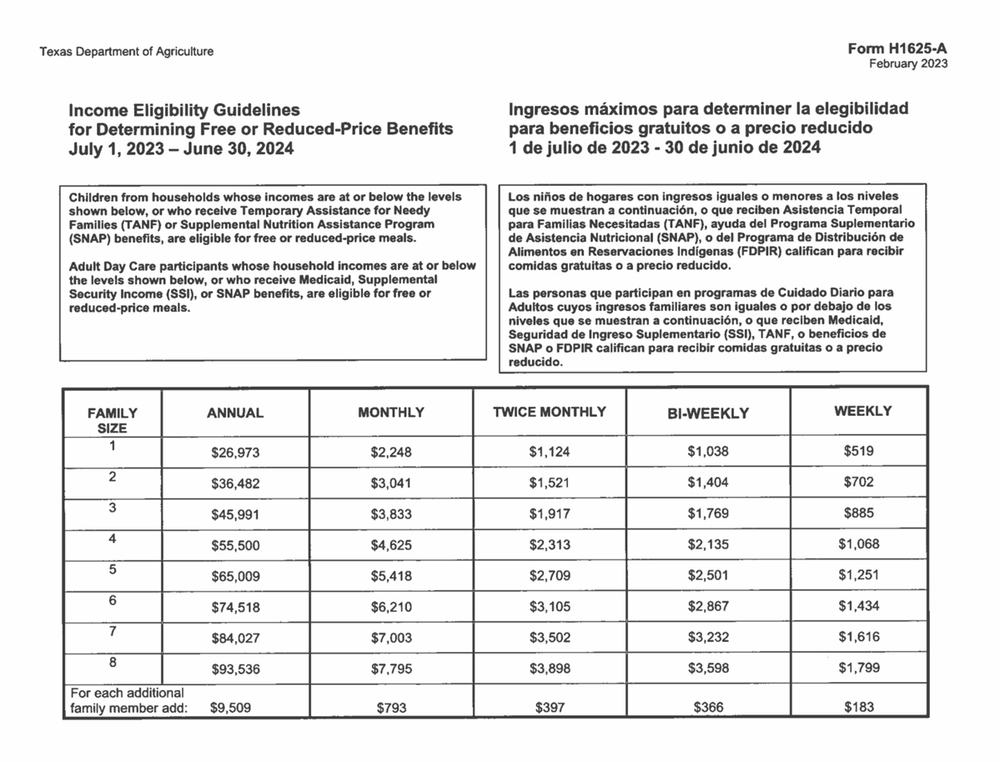 Texas Department of Agriculture
Form H1625-A
February 2023
Income Eligibility Guidelines
for Determining Free or Reduced-Price Benefits
July 1, 2023 – June 30, 2024
Ingresos máximos para determiner la elegibilidad
para beneficios gratuitos o a precio reducido
1 de julio de 2023 - 30 de junio de 2024
Children from households whose incomes are at or below the levels
shown below, or who receive Temporary Assistance for Needy
Families (TANF) or Supplemental Nutrition Assistance Program
(SNAP) benefits, are eligible for free or reduced-price meals.
Adult Day Care participants whose household incomes are at or below
the levels shown below, or who receive Medicaid, Supplemental
Security Income (SSI), or SNAP benefits, are eligible for free or
reduced-price meals.
Los niños de hogares con ingresos iguales o menores a los niveles
que se muestran a continuación, o que reciben Asistencia Temporal
para Familias Necesitadas (TANF), ayuda del Programa Suplementario
de Asistencia Nutricional (SNAP), o del Programa de Distribución de
Alimentos en Reservaciones Indígenas (FDPIR) califican para recibir
comidas gratuitas o a precio reducido.
Las personas que participan en programas de Cuidado Diario para
Adultos cuyos ingresos familiares son iguales o por debajo de los
niveles que se muestran a continuación, o que reciben Medicaid,
Seguridad de Ingreso Suplementario (SSI), TANF, o beneficios de
SNAP o FDPIR califican para recibir comidas gratuitas o a precio
reducido.
FAMILY SIZE ANNUAL MONTHLY TWICE MONTHLY BI-WEEKLY WEEKLY
1 $26,973 $2,248 $1,124 $1,038 $519
2 $36,482 $3,041 $1,521 $1,404 $702
3 $45,991 $3,833 $1,917 $1,769 $885
4 $55,500 $4,625 $2,313 $2,135 $1,068
5 $65,009 $5,418 $2,709 $2,501 $1,251
6 $74,518 $6,210 $3,105 $2,867 $1,434
7 $84,027 $7,003 $3,502 $3,232 $1,616
8 $93,536 $7,795 $3,898 $3,598 $1,799
For each additional
family member add: $9,509 $793 $397 $366 $183